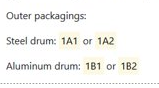 Outer packagings:
Steel drum: 1A1 or 1A2
Aluminum drum: 1B1 or 1B2